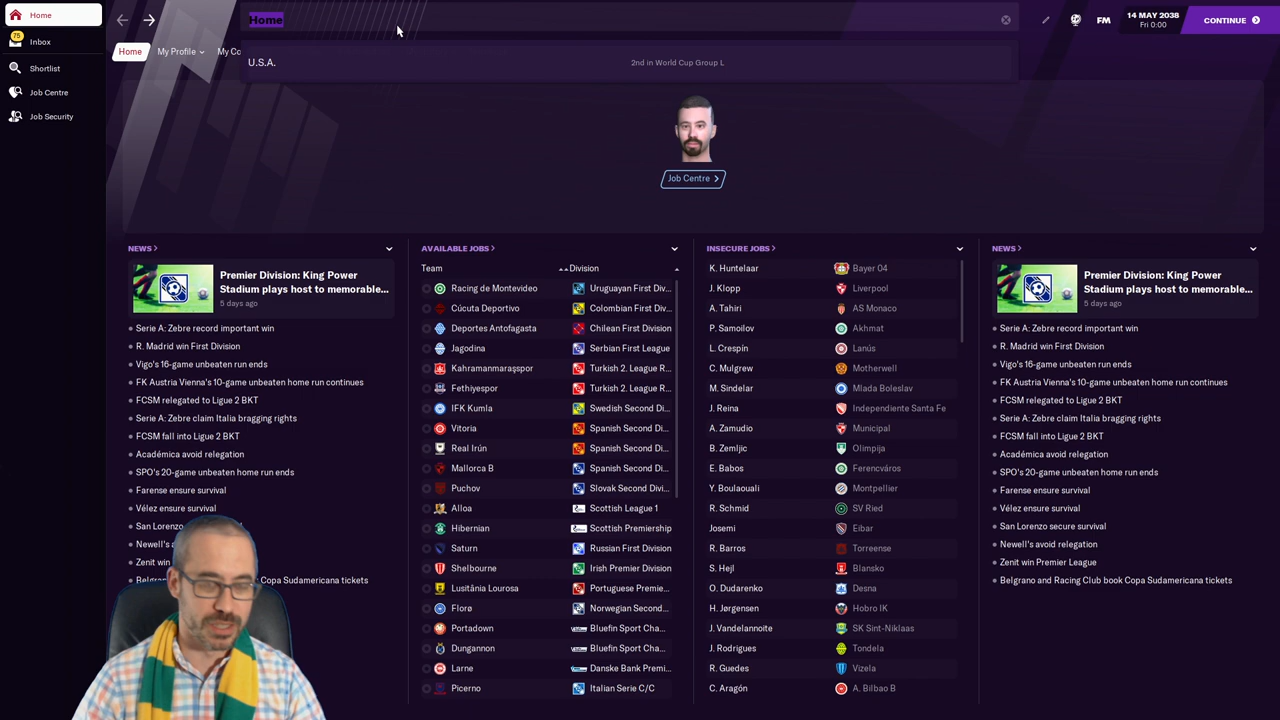 Home
75
Inbox
Shortlist
Job Centre
Job Security
Home
FM
14 MAY 2038
Fri 0:00
CONTINUE
Home
My Profile
My Co
U.S.A.
2nd in World Cup Group L
Job Centre
NEWS
Premier Division: King Power
Stadium plays host to memorable...
5 days ago
Serie A: Zebre record important win
R. Madrid win First Division
Vigo's 16-game unbeaten run ends
FK Austria Vienna's 10-game unbeaten home run continues
FCSM relegated to Ligue 2 BKT
Serie A: Zebre claim Italia bragging rights
FCSM fall into Ligue 2 BKT
Académica avoid relegation
SPO's 20-game unbeaten home run ends
Farense ensure survival
Vélez ensure survival
San Lorenzo
Newell's a
Zenit win
Belgran
Copa Sudamericana tickets
AVAILABLE JOBS
Team Division
Racing de Montevideo Uruguayan First Div...
Cúcuta Deportivo Colombian First Div...
Deportes Antofagasta Chilean First Division
Jagodina Serbian First League
Kahramanmaraşspor Turkish 2. League R...
Fethiyespor Turkish 2. League R...
IFK Kumla Swedish Second Di...
Vitoria Spanish Second Di...
Real Irún Spanish Second Di...
Mallorca B Spanish Second Di...
Puchov Slovak Second Divi...
Alloa Scottish League 1
Hibernian Scottish Premiership
Saturn Russian First Division
Shelbourne Irish Premier Division
Lusitânia Lourosa Portuguese Premie...
Florø Norwegian Second...
Portadown Bluefin Sport Cha...
Dungannon Bluefin Sport Cha...
Larne Danske Bank Premi...
Picerno Italian Serie C/C
INSECURE JOBS
K. Huntelaar Bayer 04
J. Klopp Liverpool
A. Tahiri AS Monaco
P. Samoilov Akhmat
L. Crespín Lanús
C. Mulgrew Motherwell
M. Sindelar Mlada Boleslav
J. Reina Independiente Santa Fe
A. Zamudio Municipal
B. Zemljic Olimpija
E. Babos Ferencváros
Y. Boulaouali Montpellier
R. Schmid SV Ried
Josemi Eibar
R. Barros Torreense
S. Hejl Blansko
O. Dudarenko Desna
H. Jørgensen Hobro IK
J. Vandelannoite SK Sint-Niklaas
J. Rodrigues Tondela
R. Guedes Vizela
C. Aragón A. Bilbao B
NEWS
Premier Division: King Power
Stadium plays host to memorable...
5 days ago
Serie A: Zebre record important win
R. Madrid win First Division
Vigo's 16-game unbeaten run ends
FK Austria Vienna's 10-game unbeaten home run continues
FCSM relegated to Ligue 2 BKT
Serie A: Zebre claim Italia bragging rights
FCSM fall into Ligue 2 BKT
Académica avoid relegation
SPO's 20-game unbeaten home run ends
Farense ensure survival
Vélez ensure survival
San Lorenzo secure survival
Newell's avoid relegation
Zenit win Premier League
Belgrano and Racing Club book Copa Sudamericana tickets